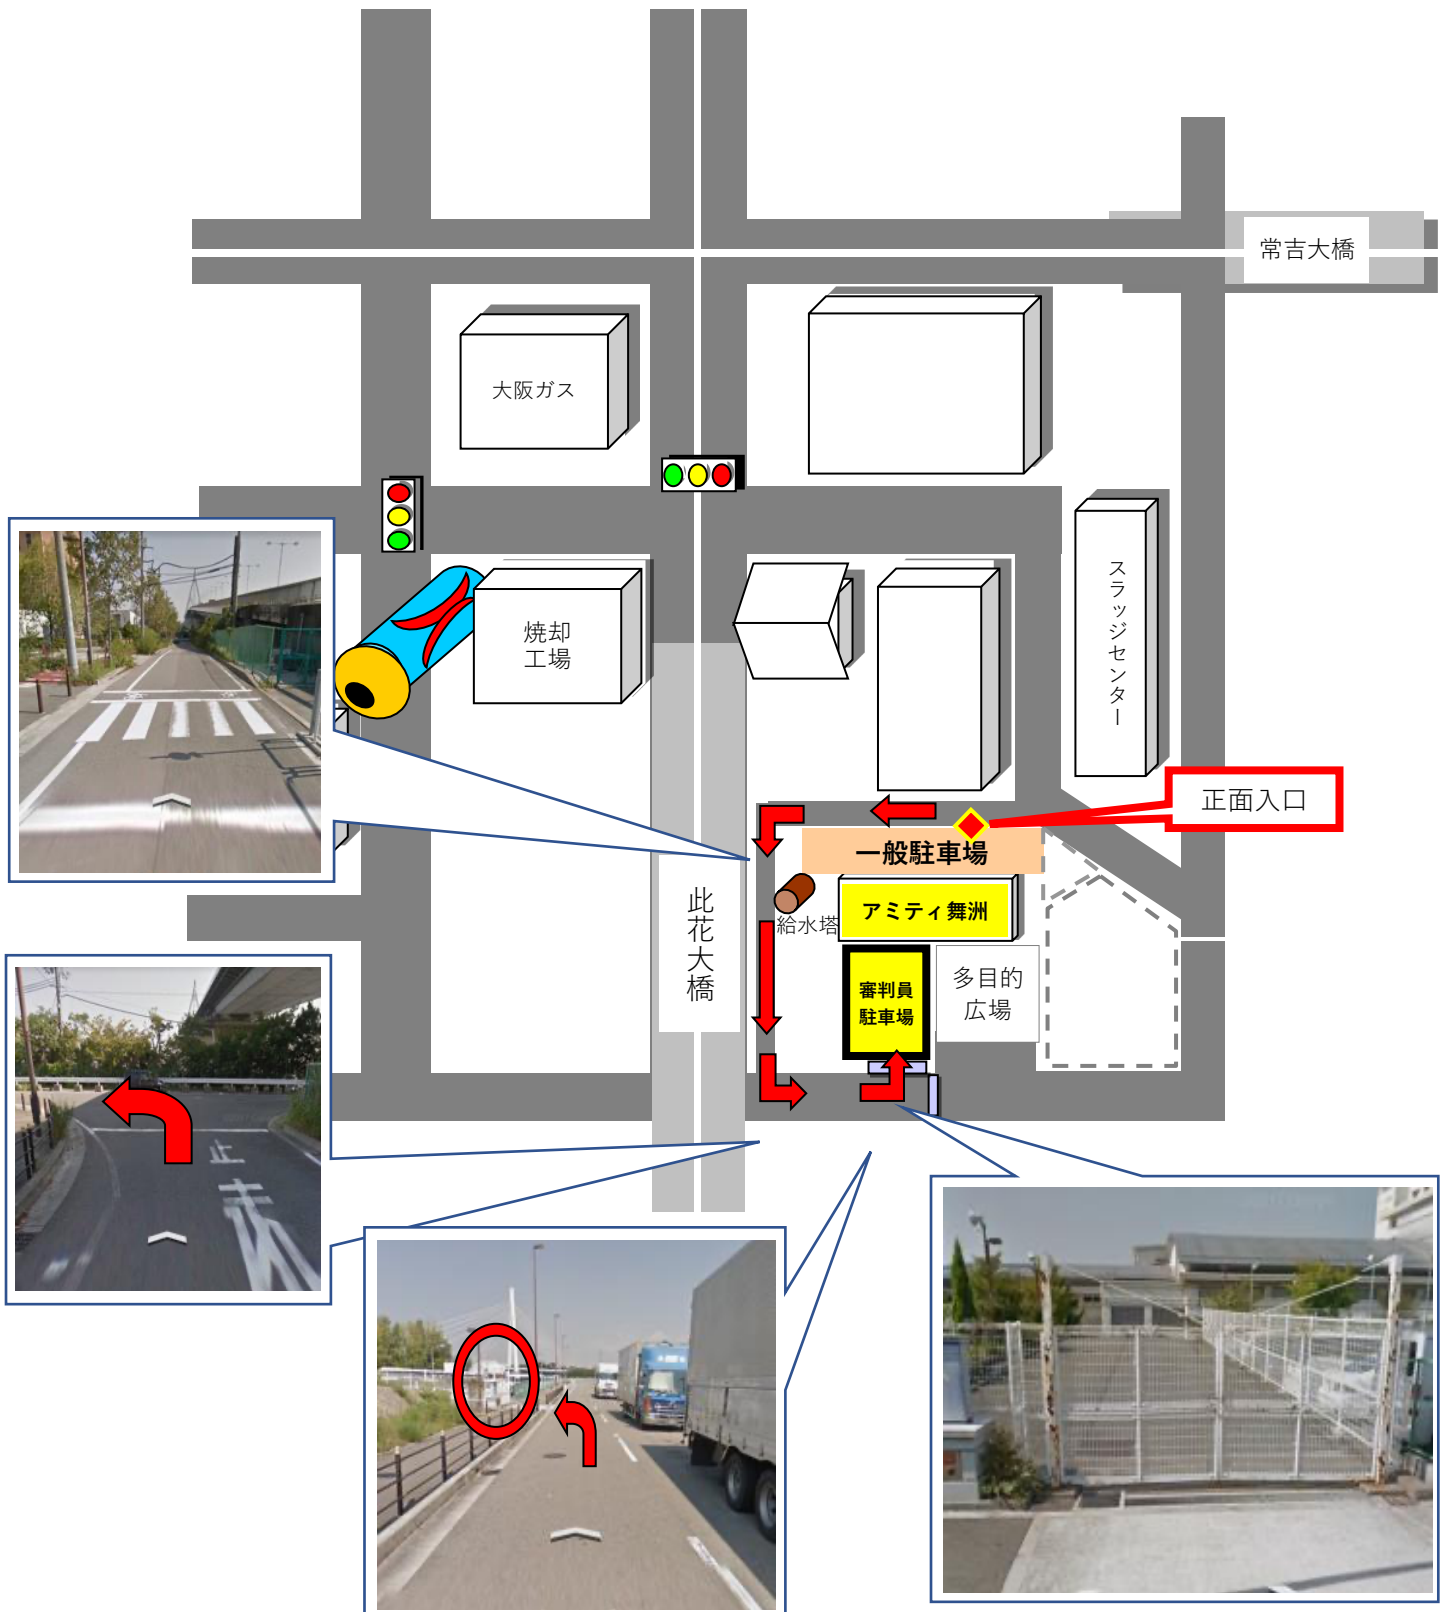 常吉大橋
大阪ガス
焼却
工場
スラッジセンター
正面入口
一般駐車場
アミティ舞洲
給水塔
此花大橋
審判員
駐車場
多目的
広場
止まれ